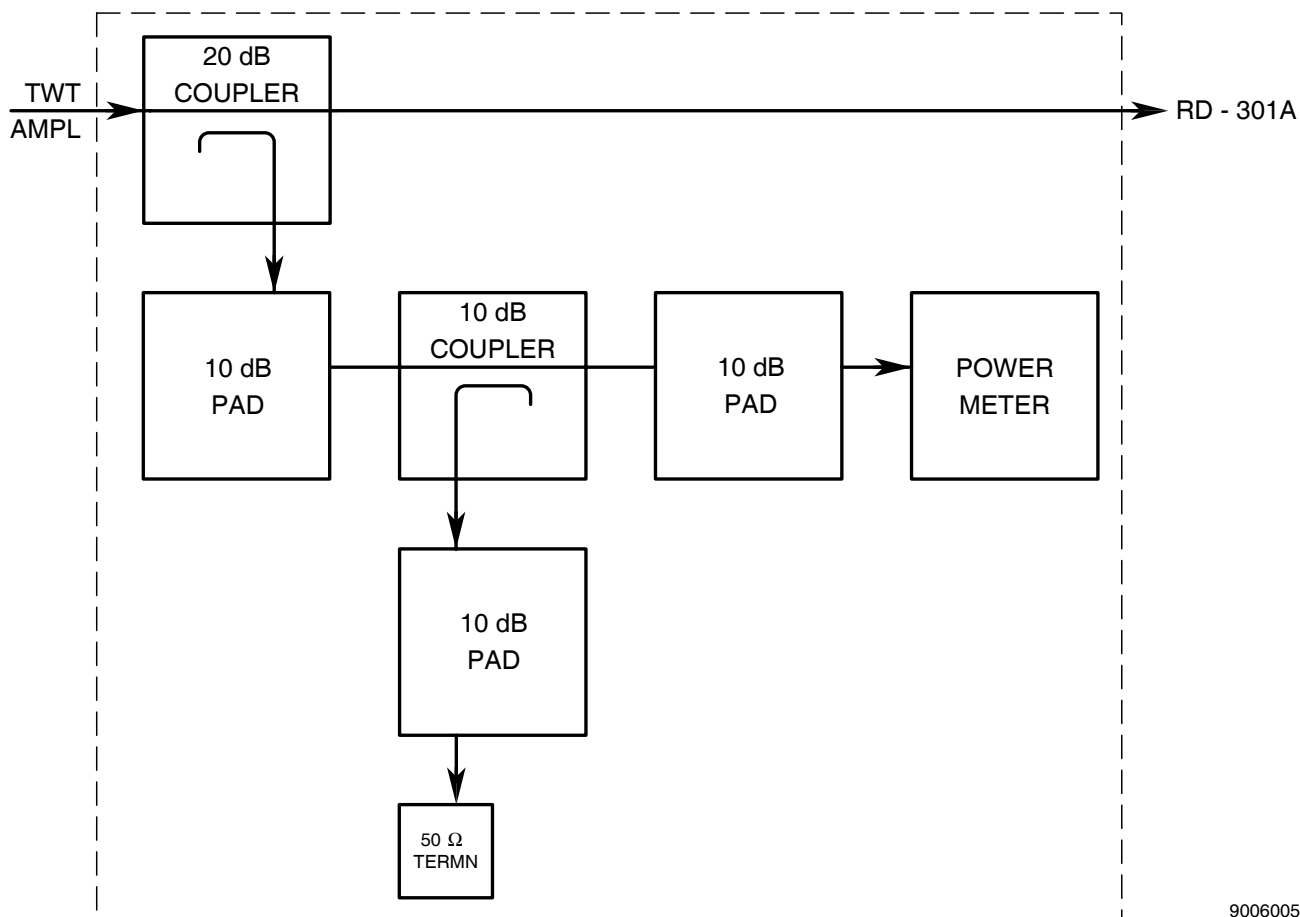 20 dB
COUPLER
TWT
AMPL
RD - 301A
10 dB
PAD
10 dB
COUPLER
10 dB
PAD
POWER
METER
10 dB
PAD
50 Ω
TERMN
9006005